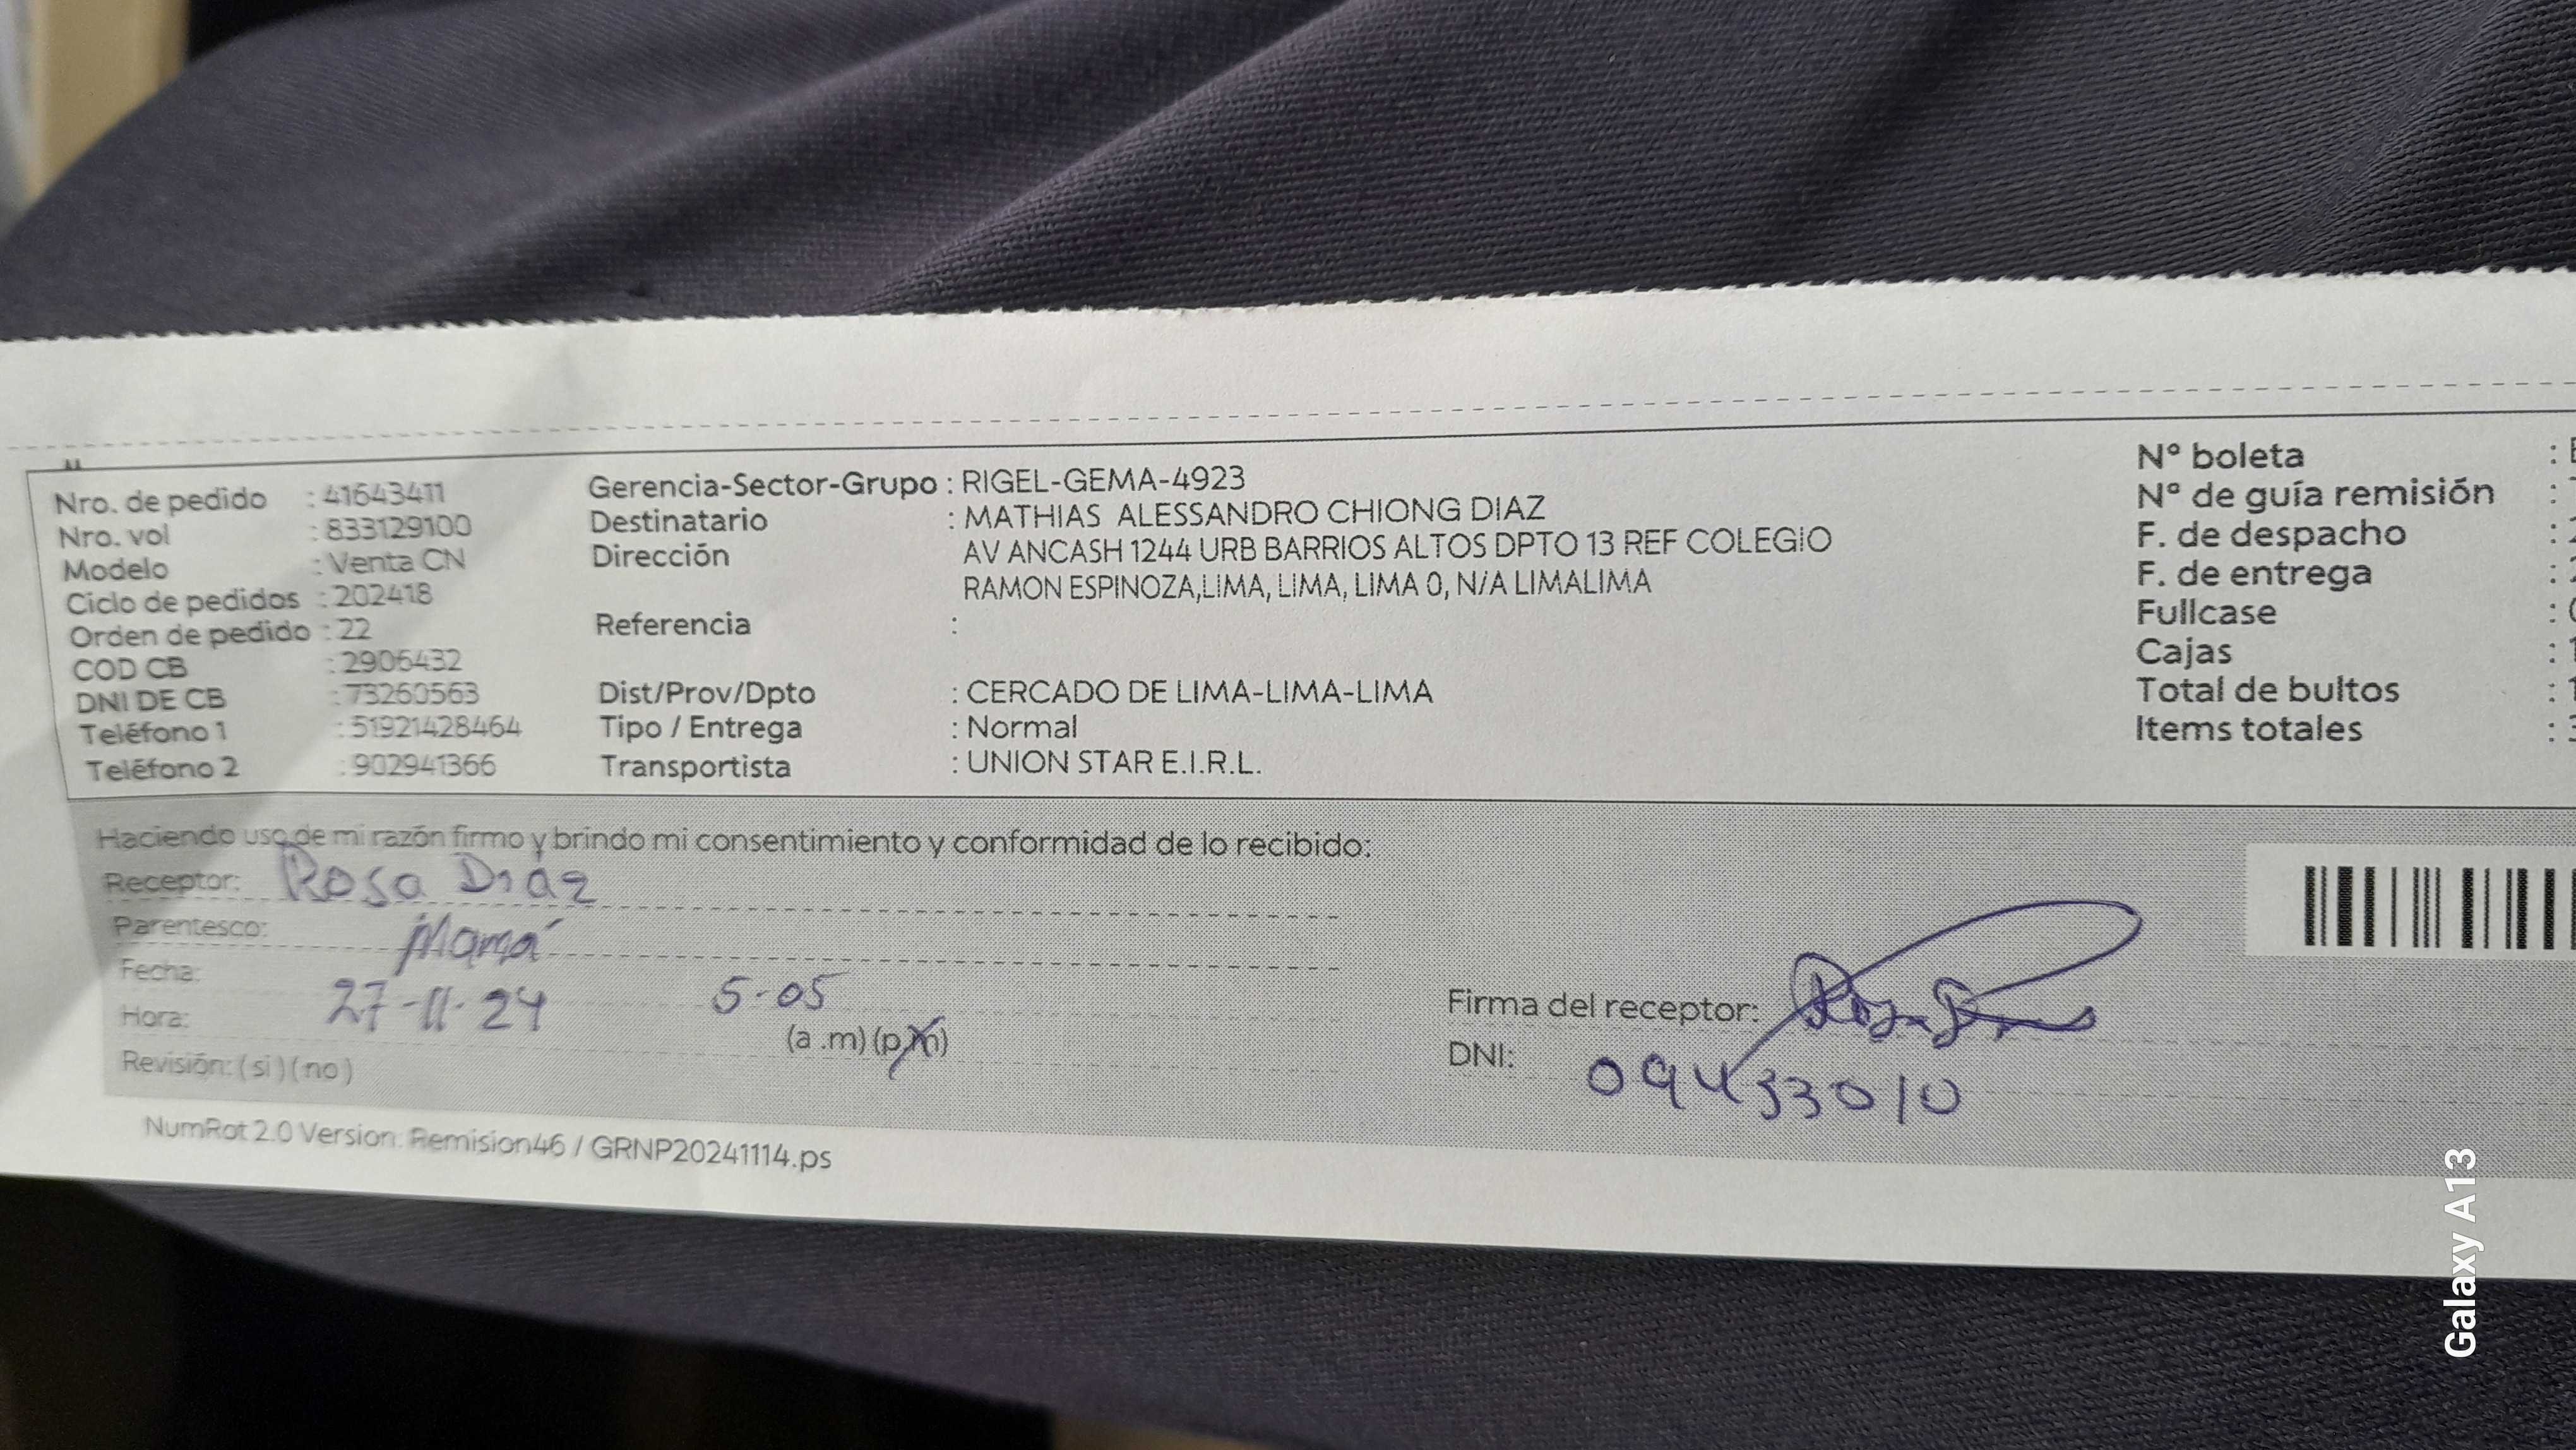 Nro. de pedido : 41643411
Nro. vol : 833129100
Modelo : Venta CN
Ciclo de pedidos : 202418
Orden de pedido : 22
COD CB : 2906432
DNI DE CB : 73260563
Teléfono 1 : 51921428464
Teléfono 2 : 902941366
Gerencia-Sector-Grupo : RIGEL-GEMA-4923
Destinatario : MATHIAS ALESSANDRO CHIONG DIAZ
Dirección AV ANCASH 1244 URB BARRIOS ALTOS DPTO 13 REF COLEGIO
RAMON ESPINOZA,LIMA, LIMA, LIMA 0, N/A LIMALIMA
Referencia :
Dist/Prov/Dpto : CERCADO DE LIMA-LIMA-LIMA
Tipo / Entrega : Normal
Transportista : UNION STAR E.I.R.L.
N° boleta :
N° de guía remisión :
F. de despacho :
F. de entrega :
Fullcase :
Cajas : 1
Total de bultos : 1
Items totales :
Haciendo uso de mi razón firmo y brindo mi consentimiento y conformidad de lo recibido:
Receptor: Rosa Díaz
Parentesco: Mamá
Fecha: 27-11-24
Hora: 5-05 (a .m) (p.m)
Revisión: (si) (no)
Firma del receptor:
DNI: 09433010
NumRot 2.0 Version: Remision46 / GRNP20241114.ps
Galaxy A13